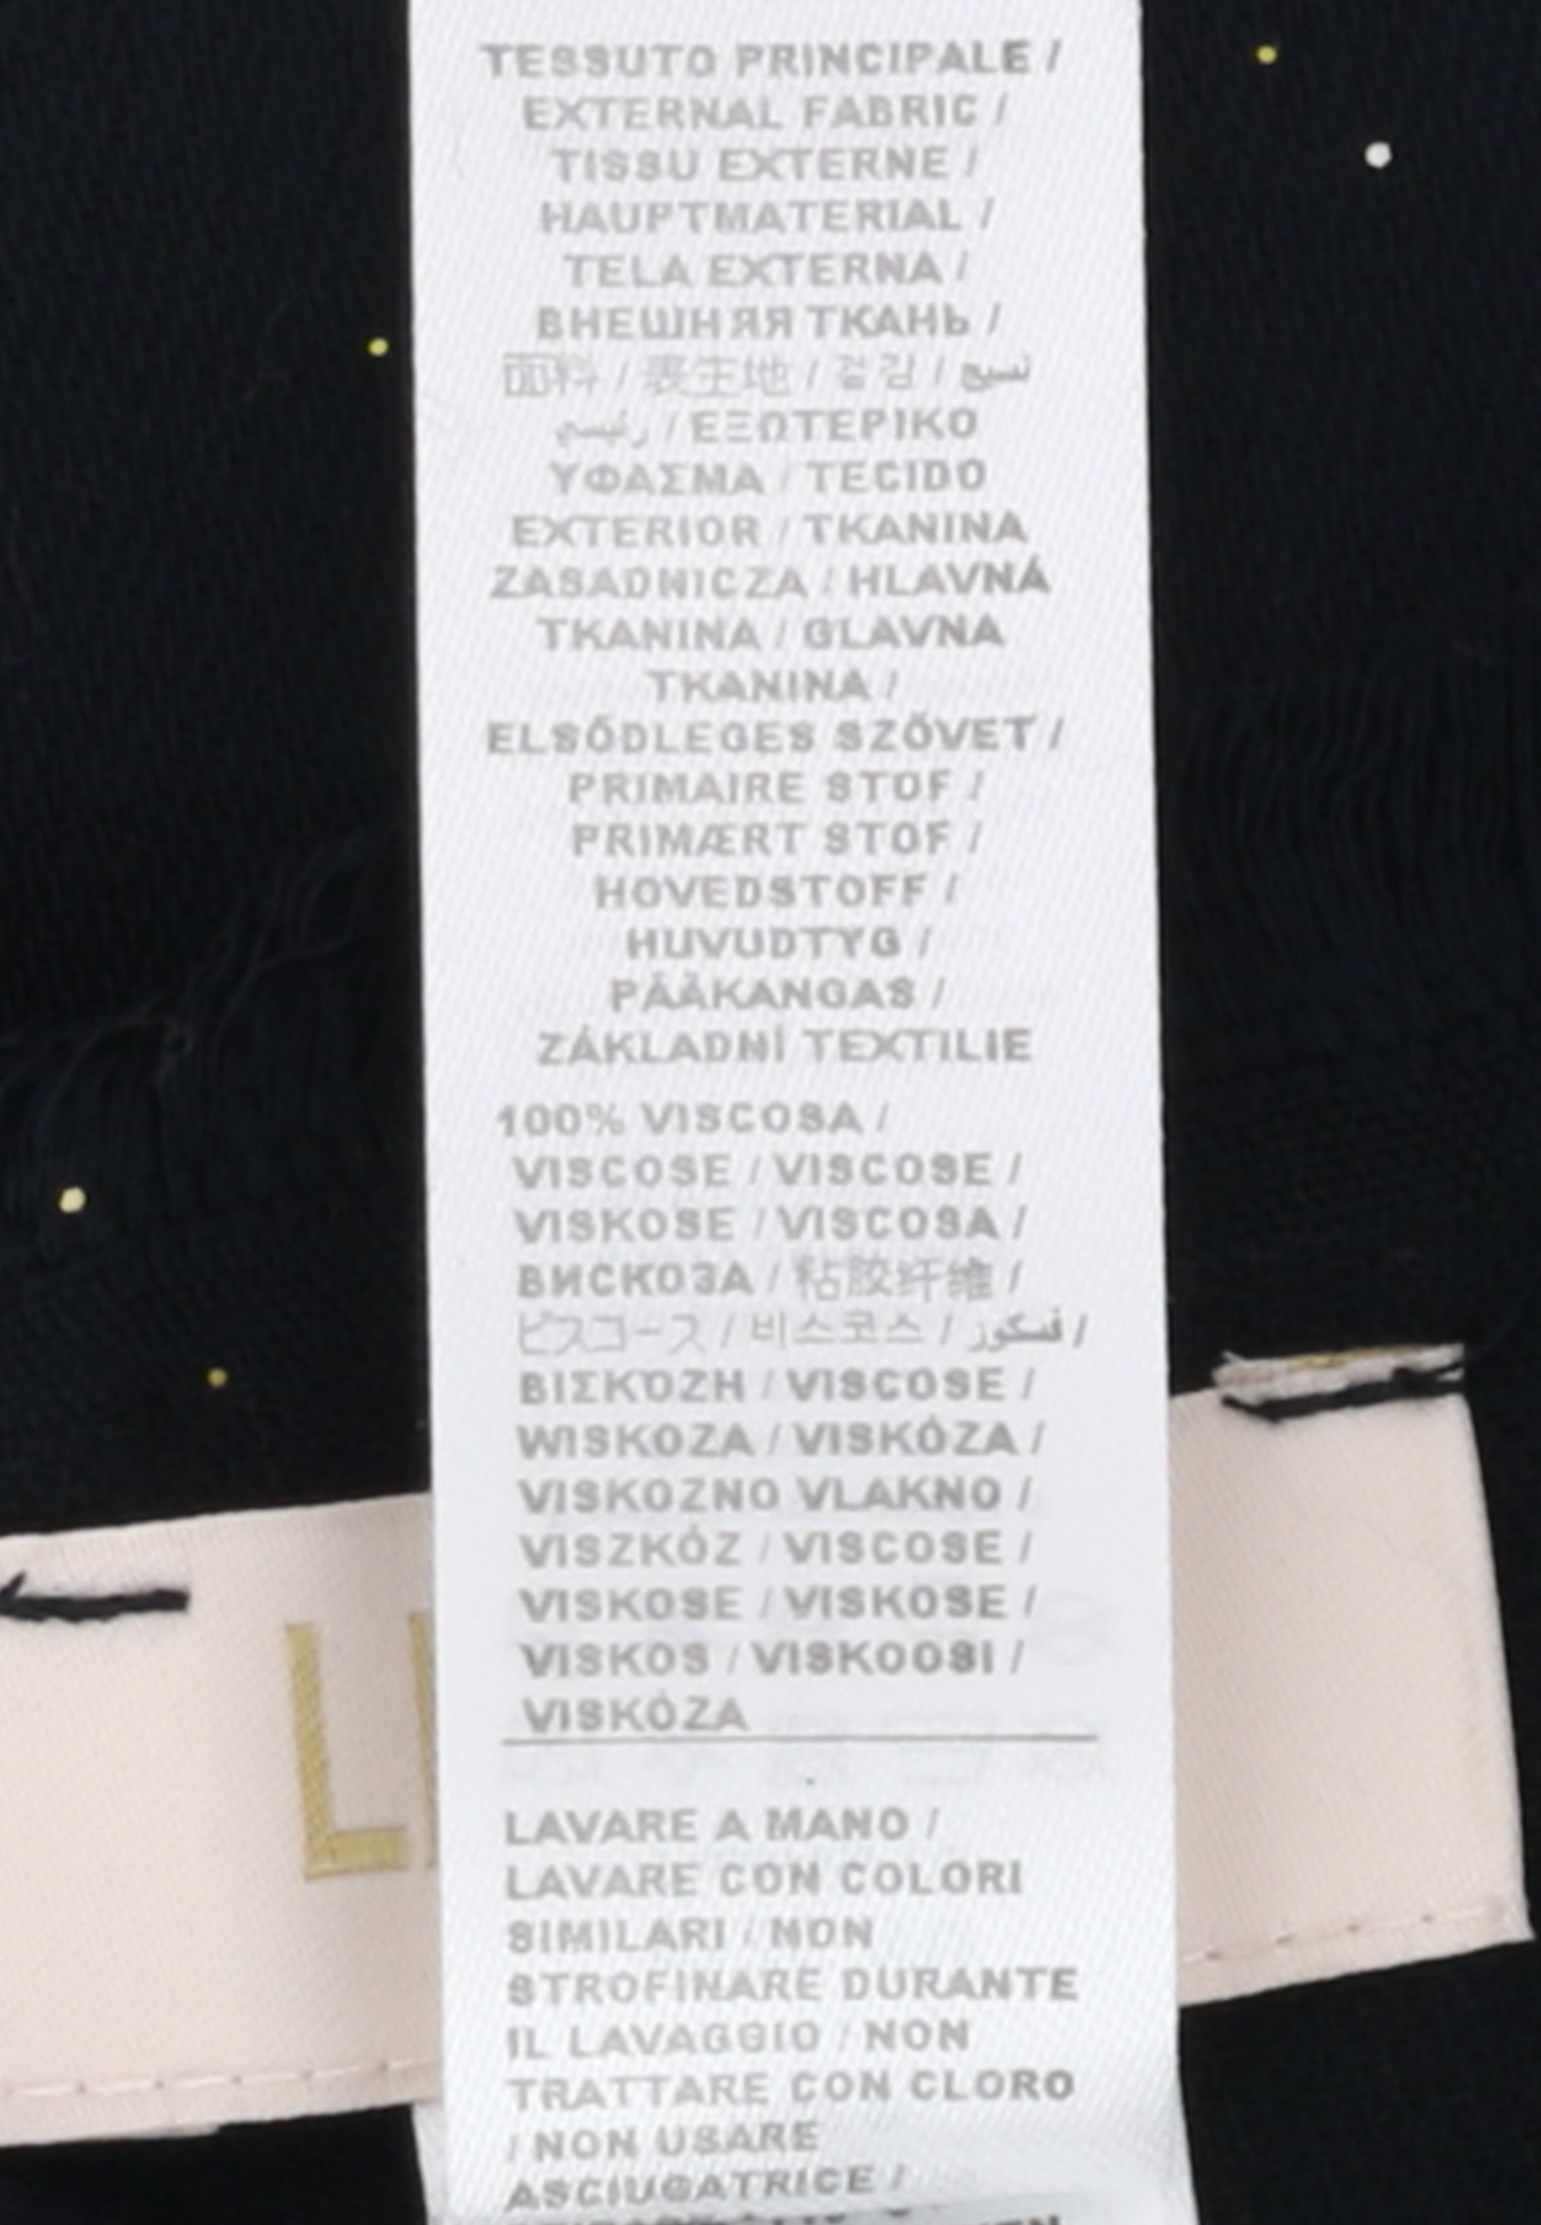 TESSUTO PRINCIPALE /
EXTERNAL FABRIC /
TISSU EXTERNE /
HAUPTMATERIAL /
TELA EXTERNA /
ВНЕШНЯЯ ТКАНЬ /
面料 / 表生地 / 겉감 / نسيج
رئيسي / ΕΞΩΤΕΡΙΚΟ
ΥΦΑΣΜΑ / TECIDO
EXTERIOR / TKANINA
ZASADNICZA / HLAVNÁ
TKANINA / GLAVNA
TKANINA /
ELSŐDLEGES SZÖVET /
PRIMAIRE STOF /
PRIMÆRT STOF /
HOVEDSTOFF /
HUVUDTYG /
PÄÄKANGAS /
ZÁKLADNÍ TEXTILIE
100% VISCOSA /
VISCOSE / VISCOSE /
VISKOSE / VISCOSA /
ВИСКОЗА / 粘胶纤维 /
ビスコース / 비스코스 / فسكوز /
ΒΙΣΚΌΖΗ / VISCOSE /
WISKOZA / VISKÓZA /
VISKOZNO VLAKNO /
VISZKÓZ / VISCOSE /
VISKOSE / VISKOSE /
VISKOS / VISKOOSI /
VISKÓZA
LAVARE A MANO /
LAVARE CON COLORI
SIMILARI / NON
STROFINARE DURANTE
IL LAVAGGIO / NON
TRATTARE CON CLORO
/ NON USARE
ASCIUGATRICE /
LI